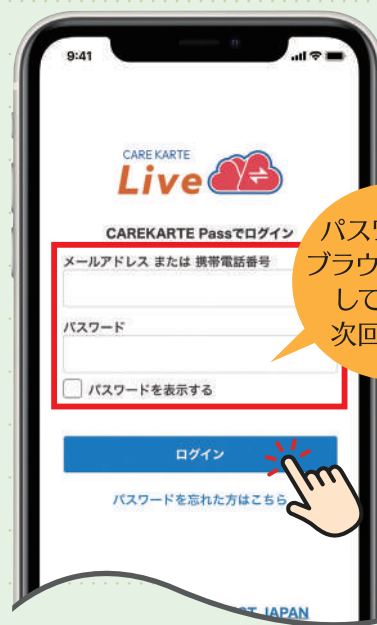 9:41
CARE KARTE
Live
CAREKARTE Passでログイン
メールアドレス または 携帯電話番号
パスワード
パスワードを表示する
ログイン
パスワードを忘れた方はこちら
ブラウ
して
次回
JAPAN